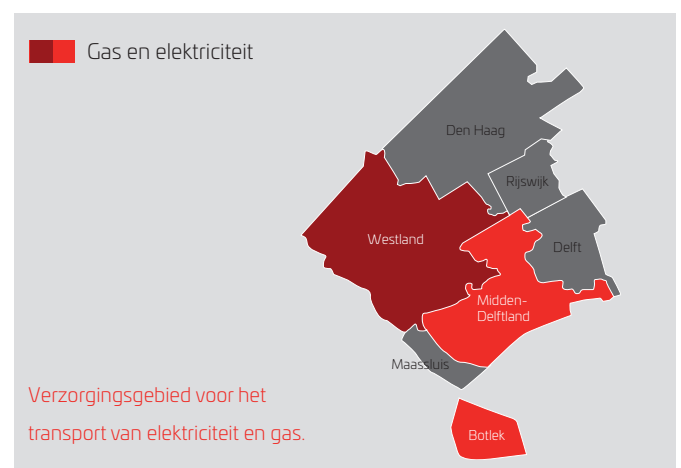 Gas en elektriciteit
Den Haag
Rijswijk
Westland
Delft
Midden-
Delftland
Maassluis
Verzorgingsgebied voor het
transport van elektriciteit en gas.
Botlek